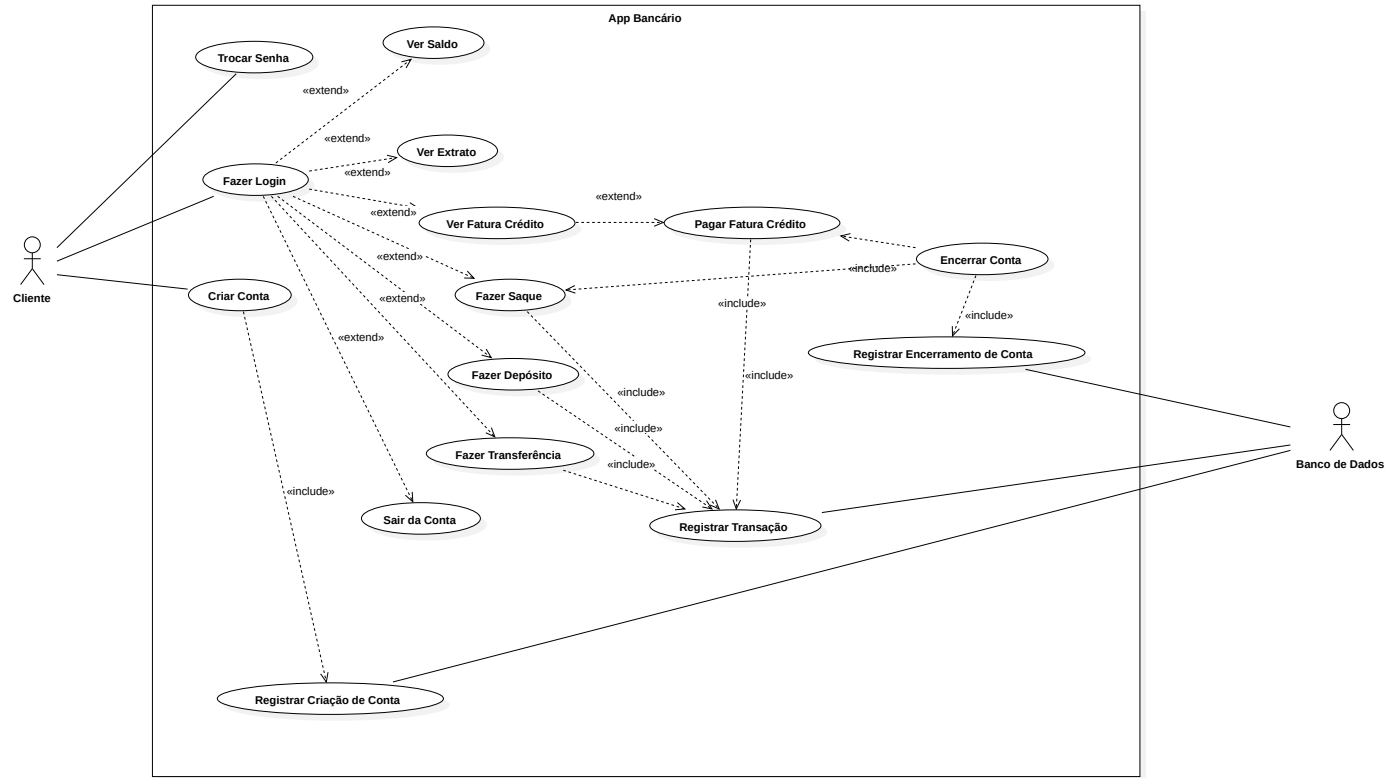 App Bancário
Ver Saldo
Trocar Senha
«extend»
«extend»
Ver Extrato
«extend»
Fazer Login
«extend»
«extend»
Ver Fatura Crédito
Pagar Fatura Crédito
«extend»
Encerrar Conta
«include»
Cliente
Criar Conta
Fazer Saque
«extend»
«include»
«include»
«extend»
Registrar Encerramento de Conta
Fazer Depósito
«include»
«include»
«include»
Fazer Transferência
«include»
Banco de Dados
«include»
Sair da Conta
Registrar Transação
Registrar Criação de Conta